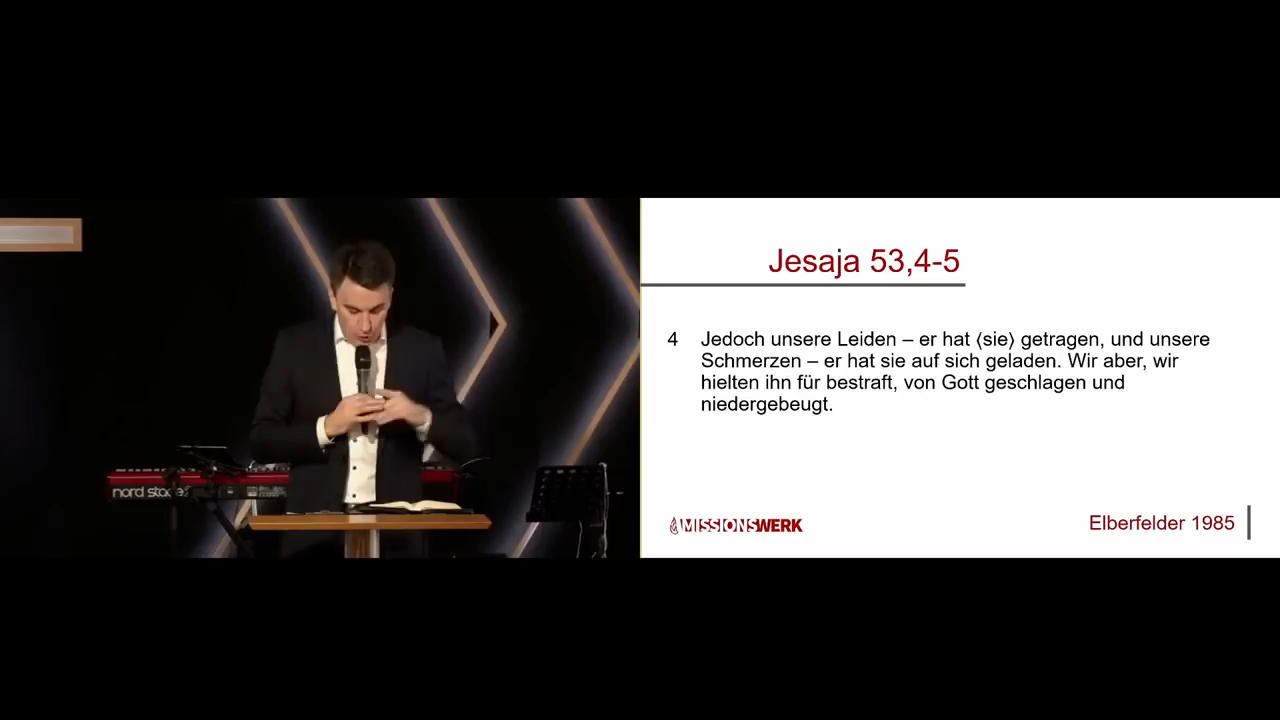 nord stage
Jesaja 53,4-5
4 Jedoch unsere Leiden – er hat ⟨sie⟩ getragen, und unsere
Schmerzen – er hat sie auf sich geladen. Wir aber, wir
hielten ihn für bestraft, von Gott geschlagen und
niedergebeugt.
MISSIONSWERK
Elberfelder 1985